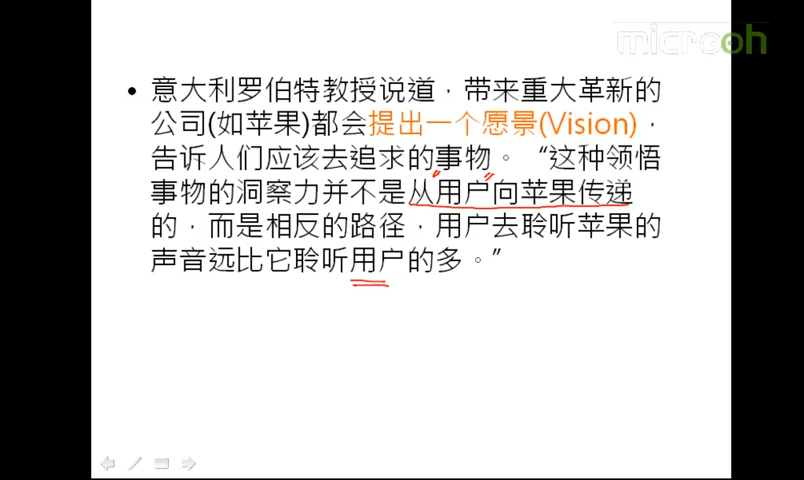 microoh
• 意大利罗伯特教授说道，带来重大革新的
公司(如苹果)都会提出一个愿景(Vision)，
告诉人们应该去追求的事物。“这种领悟
事物的洞察力并不是从用户向苹果传递
的，而是相反的路径，用户去聆听苹果的
声音远比它聆听用户的多。”